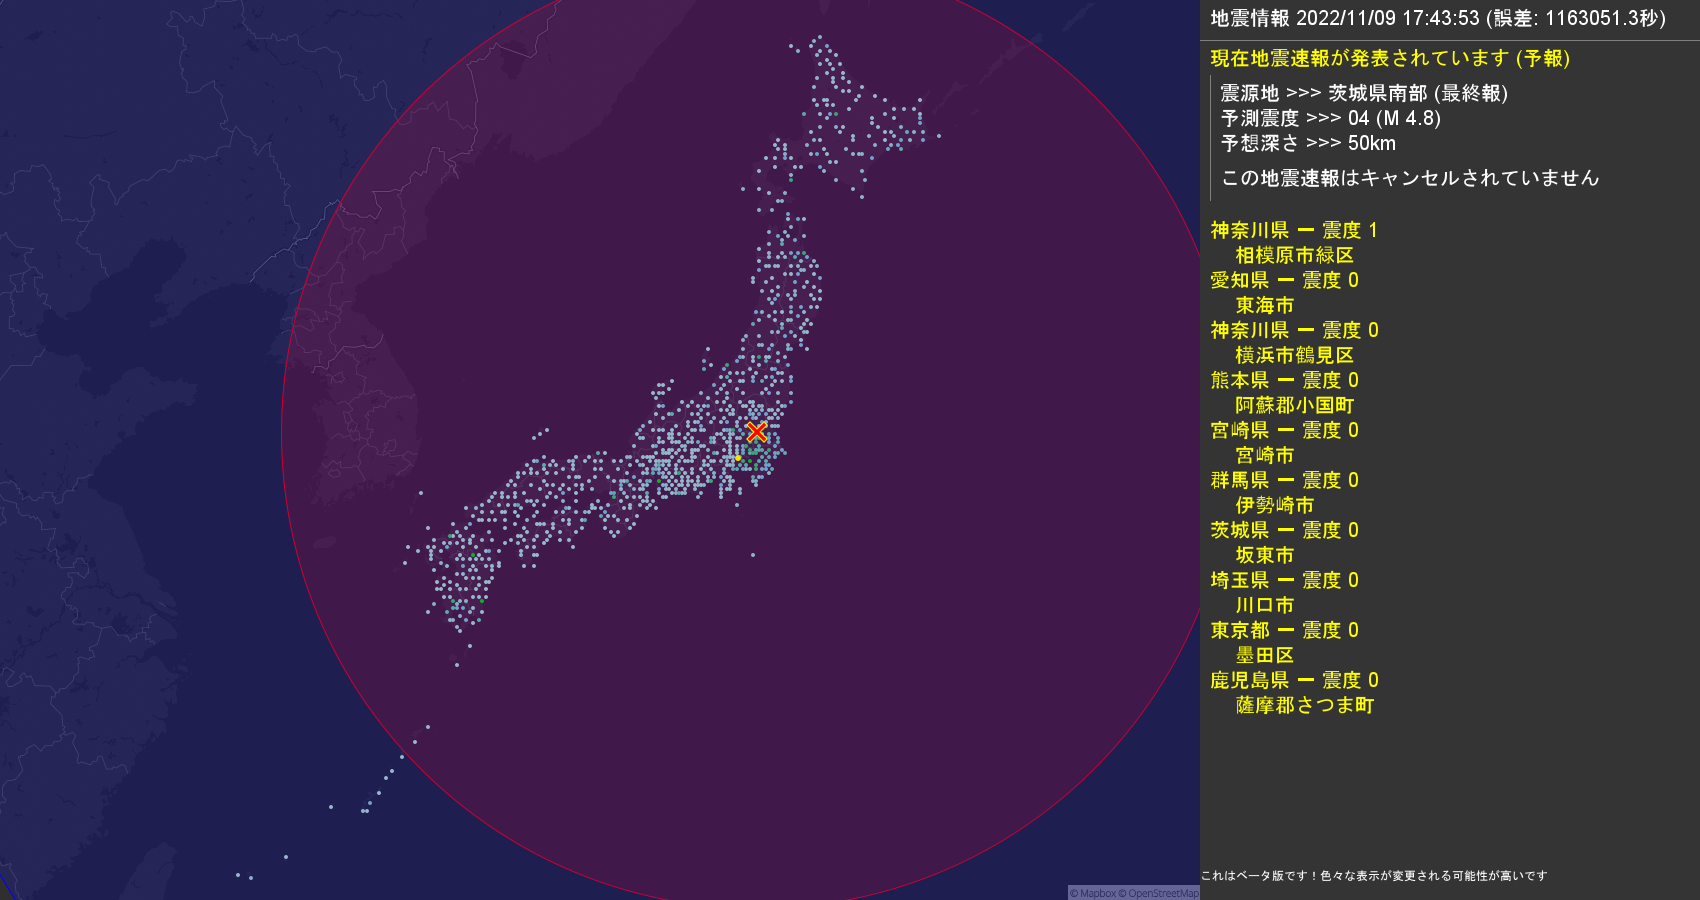 地震情報 2022/11/09 17:43:53 (誤差: 1163051.3秒)
現在地震速報が発表されています (予報)
震源地 >>> 茨城県南部 (最終報)
予測震度 >>> 04 (M 4.8)
予想深さ >>> 50km
この地震速報はキャンセルされていません
神奈川県 ー 震度 1
相模原市緑区
愛知県 ー 震度 0
東海市
神奈川県 ー 震度 0
横浜市鶴見区
熊本県 ー 震度 0
阿蘇郡小国町
宮崎県 ー 震度 0
宮崎市
群馬県 ー 震度 0
伊勢崎市
茨城県 ー 震度 0
坂東市
埼玉県 ー 震度 0
川口市
東京都 ー 震度 0
墨田区
鹿児島県 ー 震度 0
薩摩郡さつま町
これはベータ版です！色々な表示が変更される可能性が高いです
© Mapbox © OpenStreetMap